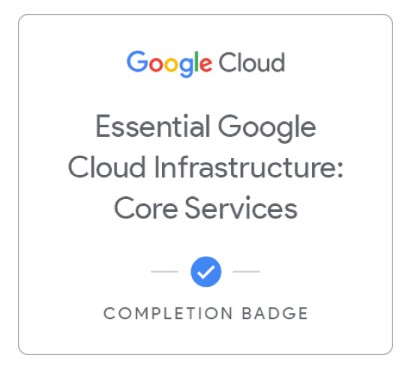 Google Cloud
Essential Google
Cloud Infrastructure:
Core Services
COMPLETION BADGE